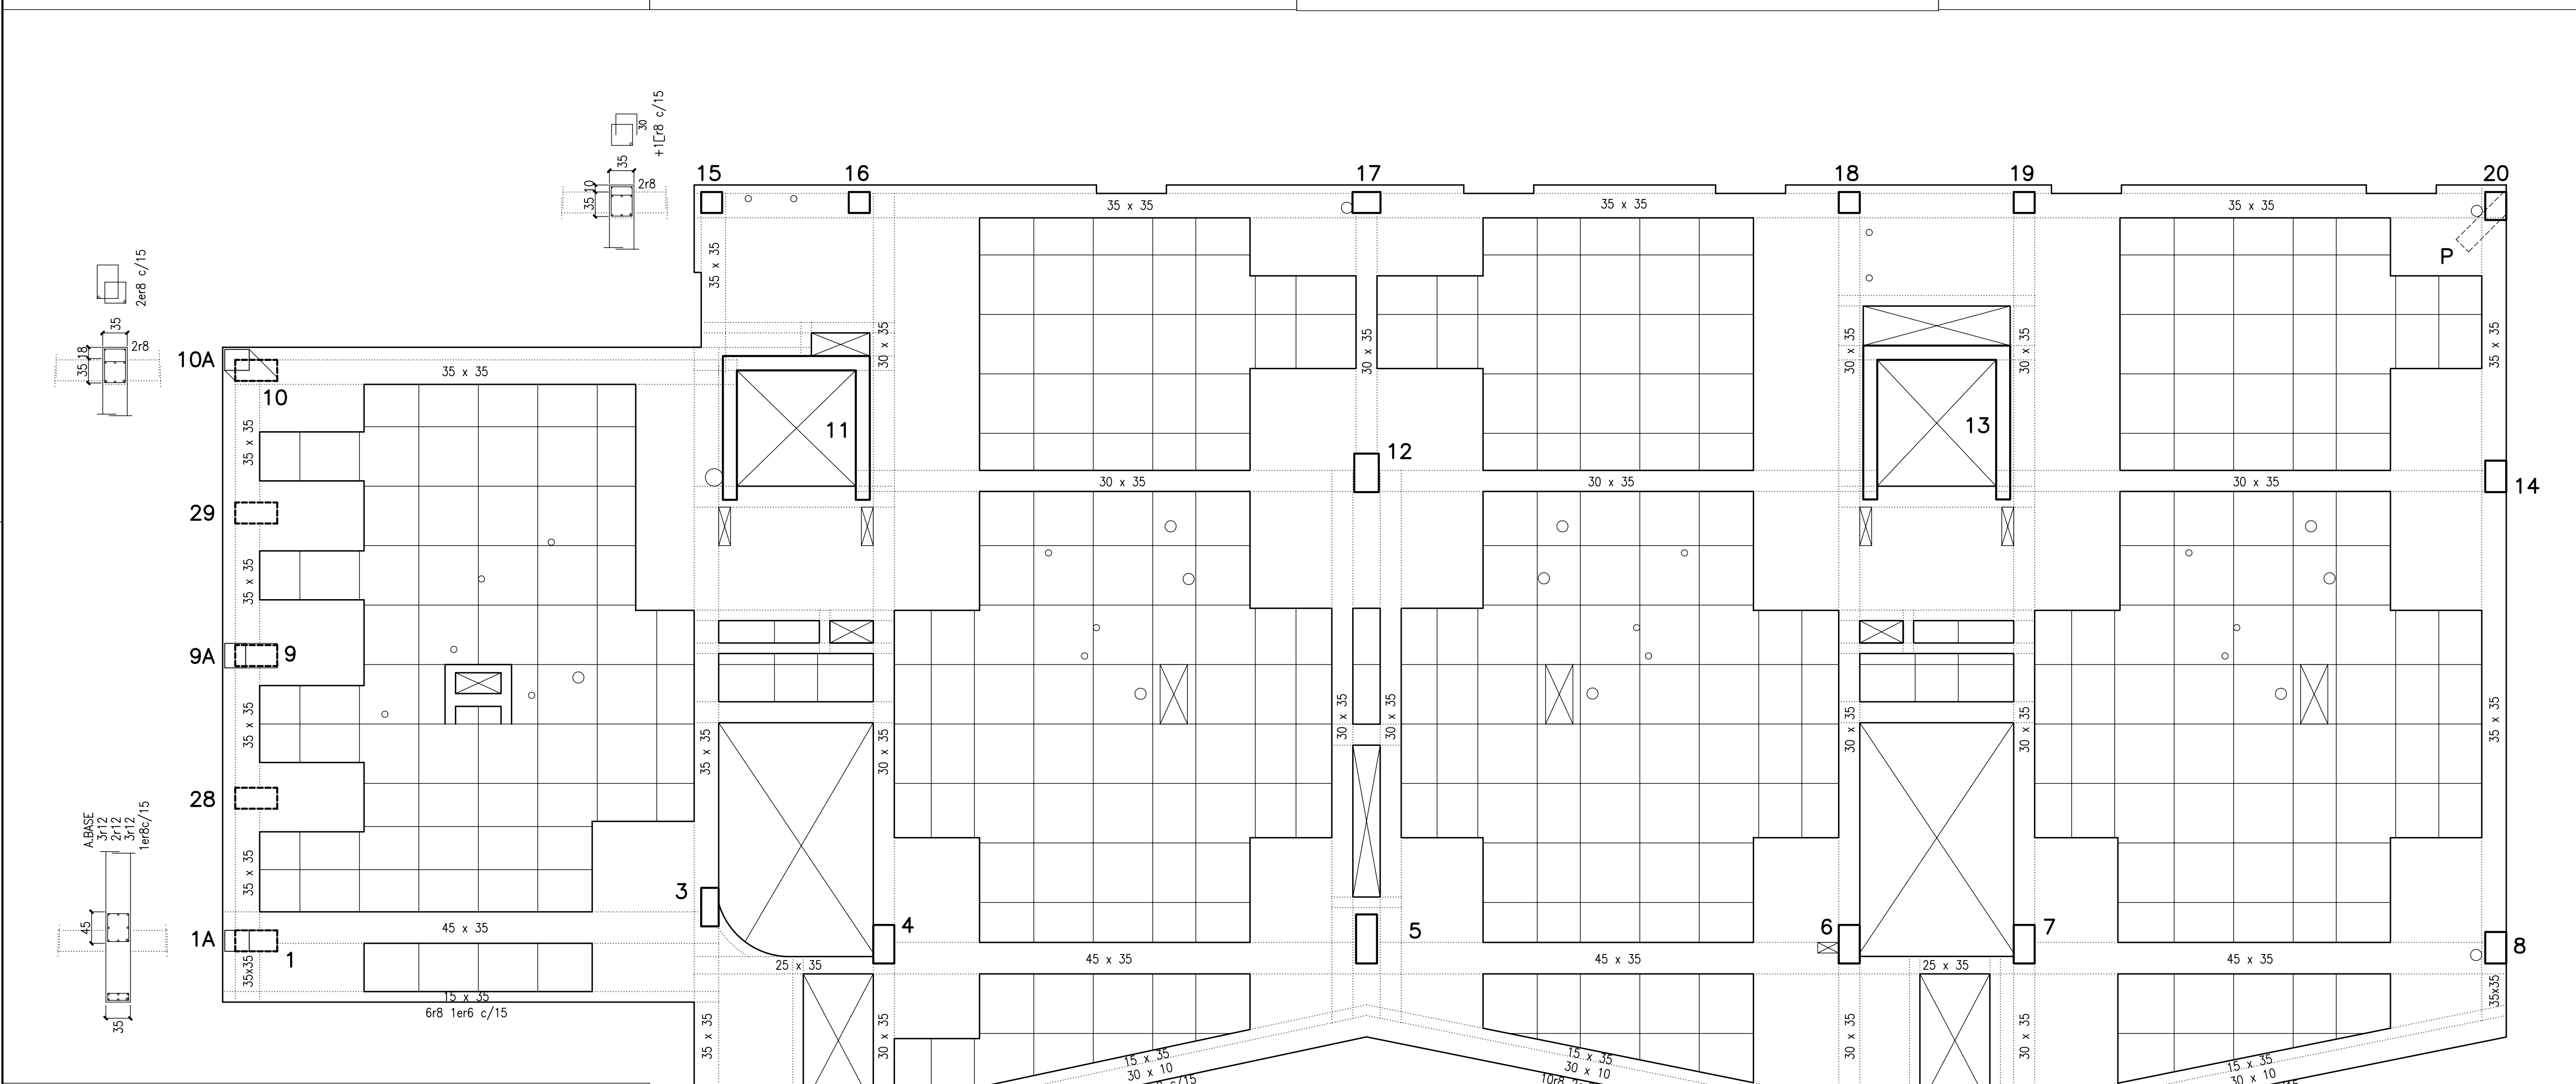 30
+1[r8 c/15
35
15
16
17
18
19
20
10
2r8
35
35 x 35
35 x 35
35 x 35
35 x 35
P
2er8 c/15
35
18
2r8
35
10A
10
35 x 35
30 x 35
30 x 35
30 x 35
30 x 35
35 x 35
11
12
13
14
35 x 35
30 x 35
30 x 35
30 x 35
29
35 x 35
9A
9
35 x 35
35 x 35
30 x 35
30 x 35
30 x 35
30 x 35
30 x 35
35 x 35
28
A.BASE
3r12
2r12
3r12
1er8c/15
35 x 35
3
4
5
6
7
8
45
1A
1
45 x 35
45 x 35
45 x 35
45 x 35
25 x 35
25 x 35
35x35
35x35
15 x 35
6r8 1er6 c/15
35
35 x 35
30 x 35
30 x 35
30 x 35
15 x 35
30 x 10
15 x 35
30 x 10
15 x 35
30 x 10
c/15
10r8